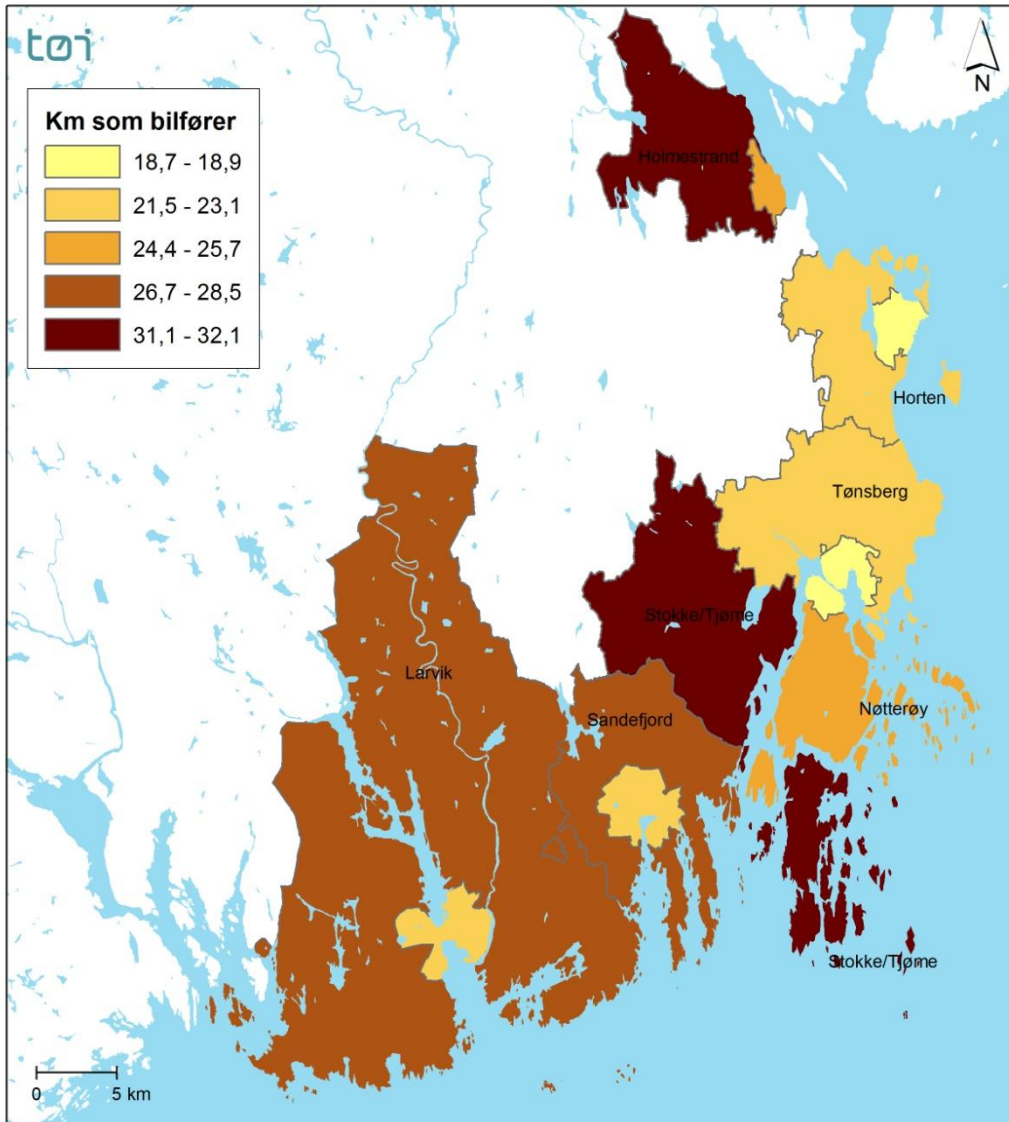 tøi
N
Km som bilfører
18,7 - 18,9
21,5 - 23,1
24,4 - 25,7
26,7 - 28,5
31,1 - 32,1
Holmestrand
Horten
Tønsberg
Stokke/Tjøme
Larvik
Nøtterøy
Sandefjord
Stokke/Tjøme
0 5 km